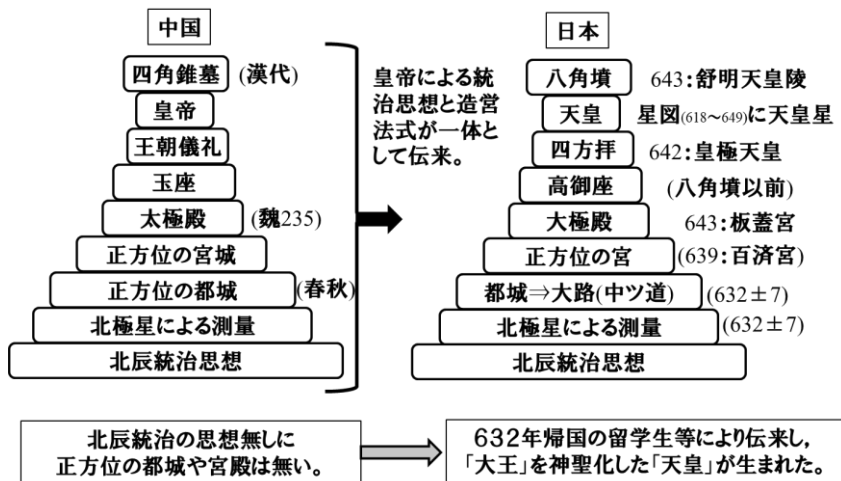 中国
四角錐墓 (漢代)
皇帝
王朝儀礼
玉座
太極殿 (魏235)
正方位の宮城
正方位の都城 (春秋)
北極星による測量
北辰統治思想
皇帝による統
治思想と造営
法式が一体と
して伝来。
日本
八角墳 643:舒明天皇陵
天皇 星図(618～649)に天皇星
四方拝 642:皇極天皇
高御座 (八角墳以前)
大極殿 643:板蓋宮
正方位の宮 (639:百済宮)
都城⇒大路(中ツ道) (632±7)
北極星による測量 (632±7)
北辰統治思想
北辰統治の思想無しに
正方位の都城や宮殿は無い。
632年帰国の留学生等により伝来し,
「大王」を神聖化した「天皇」が生まれた。